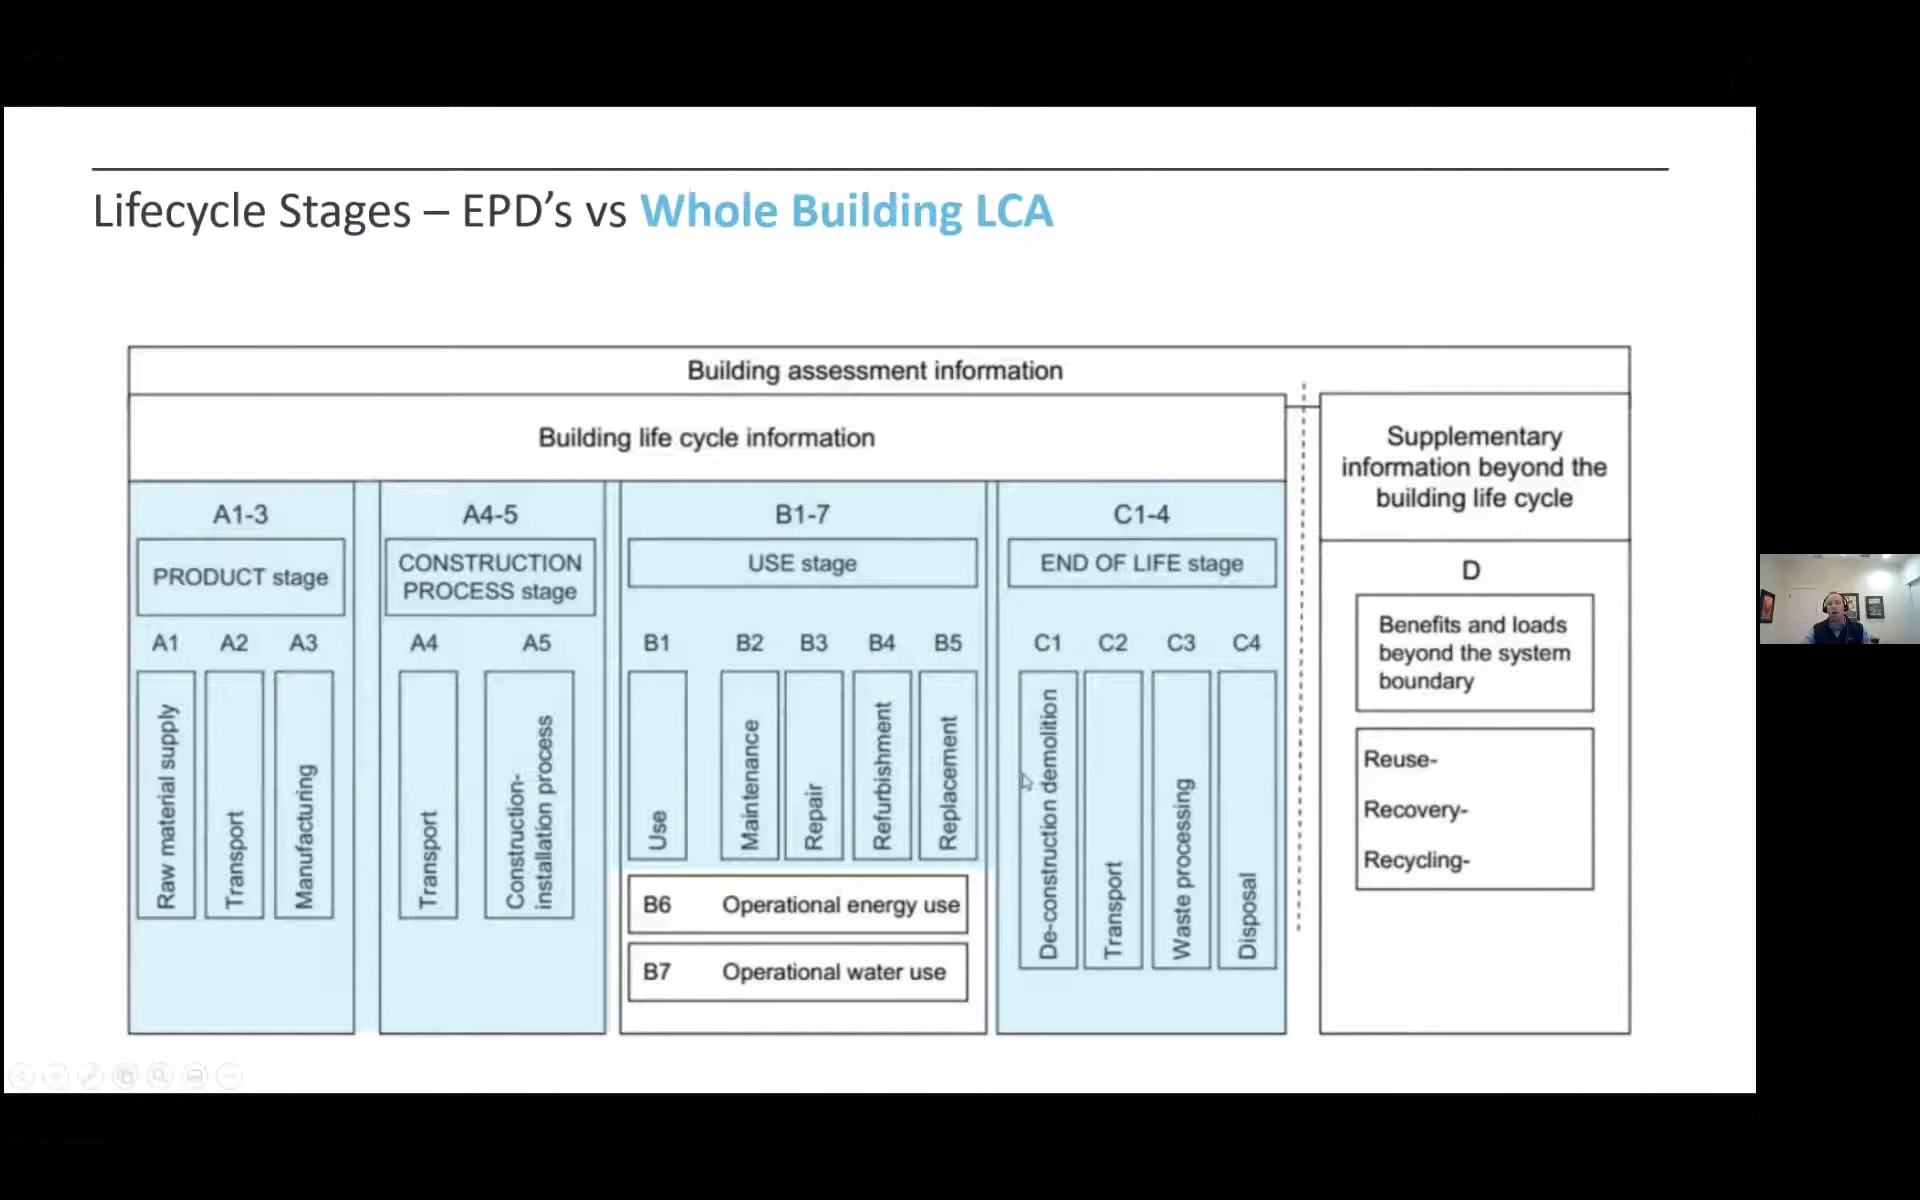 Lifecycle Stages – EPD’s vs Whole Building LCA
Building assessment information
Building life cycle information
Supplementary
information beyond the
building life cycle
A1-3
PRODUCT stage
A1
A2
A3
Raw material supply
Transport
Manufacturing
A4-5
CONSTRUCTION
PROCESS stage
A4
A5
Transport
Construction-
installation process
B1-7
USE stage
B1
B2
B3
B4
B5
Use
Maintenance
Repair
Refurbishment
Replacement
B6 Operational energy use
B7 Operational water use
C1-4
END OF LIFE stage
C1
C2
C3
C4
De-construction demolition
Transport
Waste processing
Disposal
D
Benefits and loads
beyond the system
boundary
Reuse-
Recovery-
Recycling-